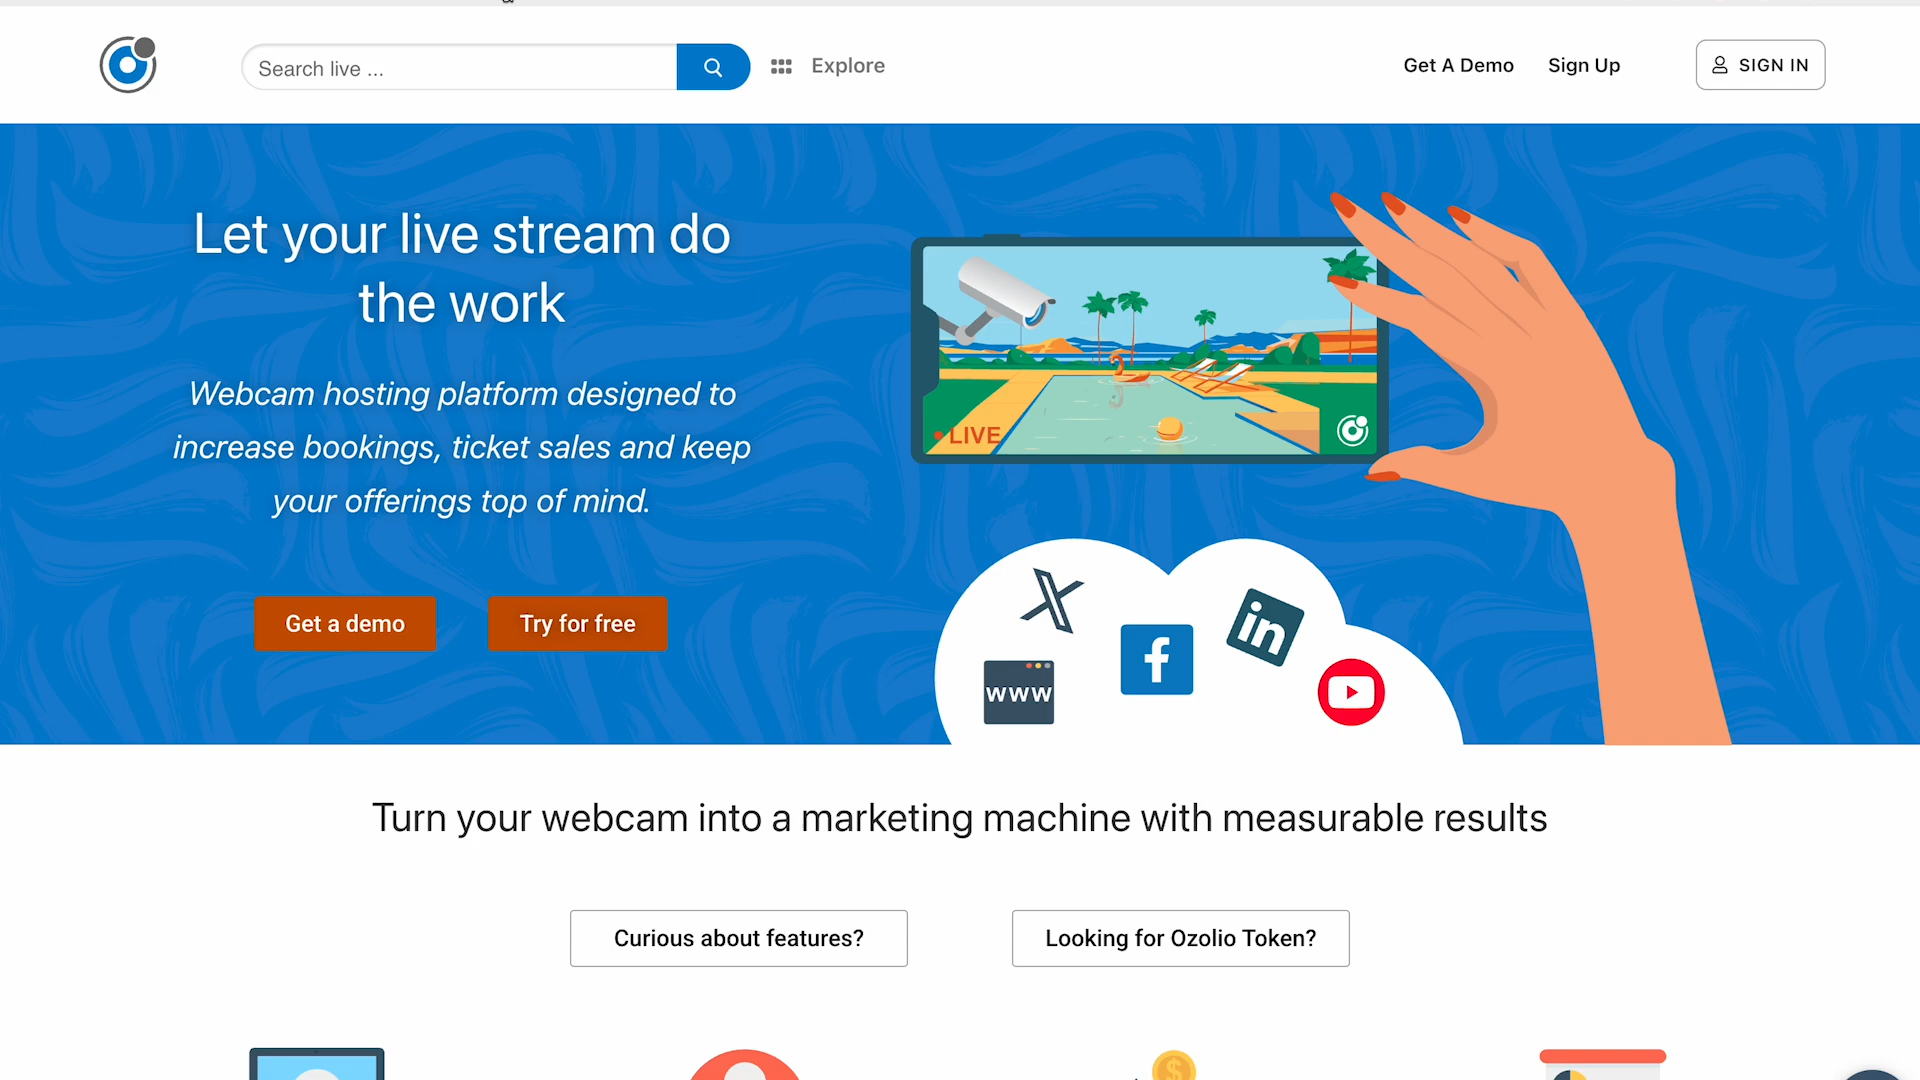 Search live ...
Explore
Get A Demo
Sign Up
SIGN IN
Let your live stream do
the work
Webcam hosting platform designed to
increase bookings, ticket sales and keep
your offerings top of mind.
Get a demo
Try for free
LIVE
www
f
in
Turn your webcam into a marketing machine with measurable results
Curious about features?
Looking for Ozolio Token?
$